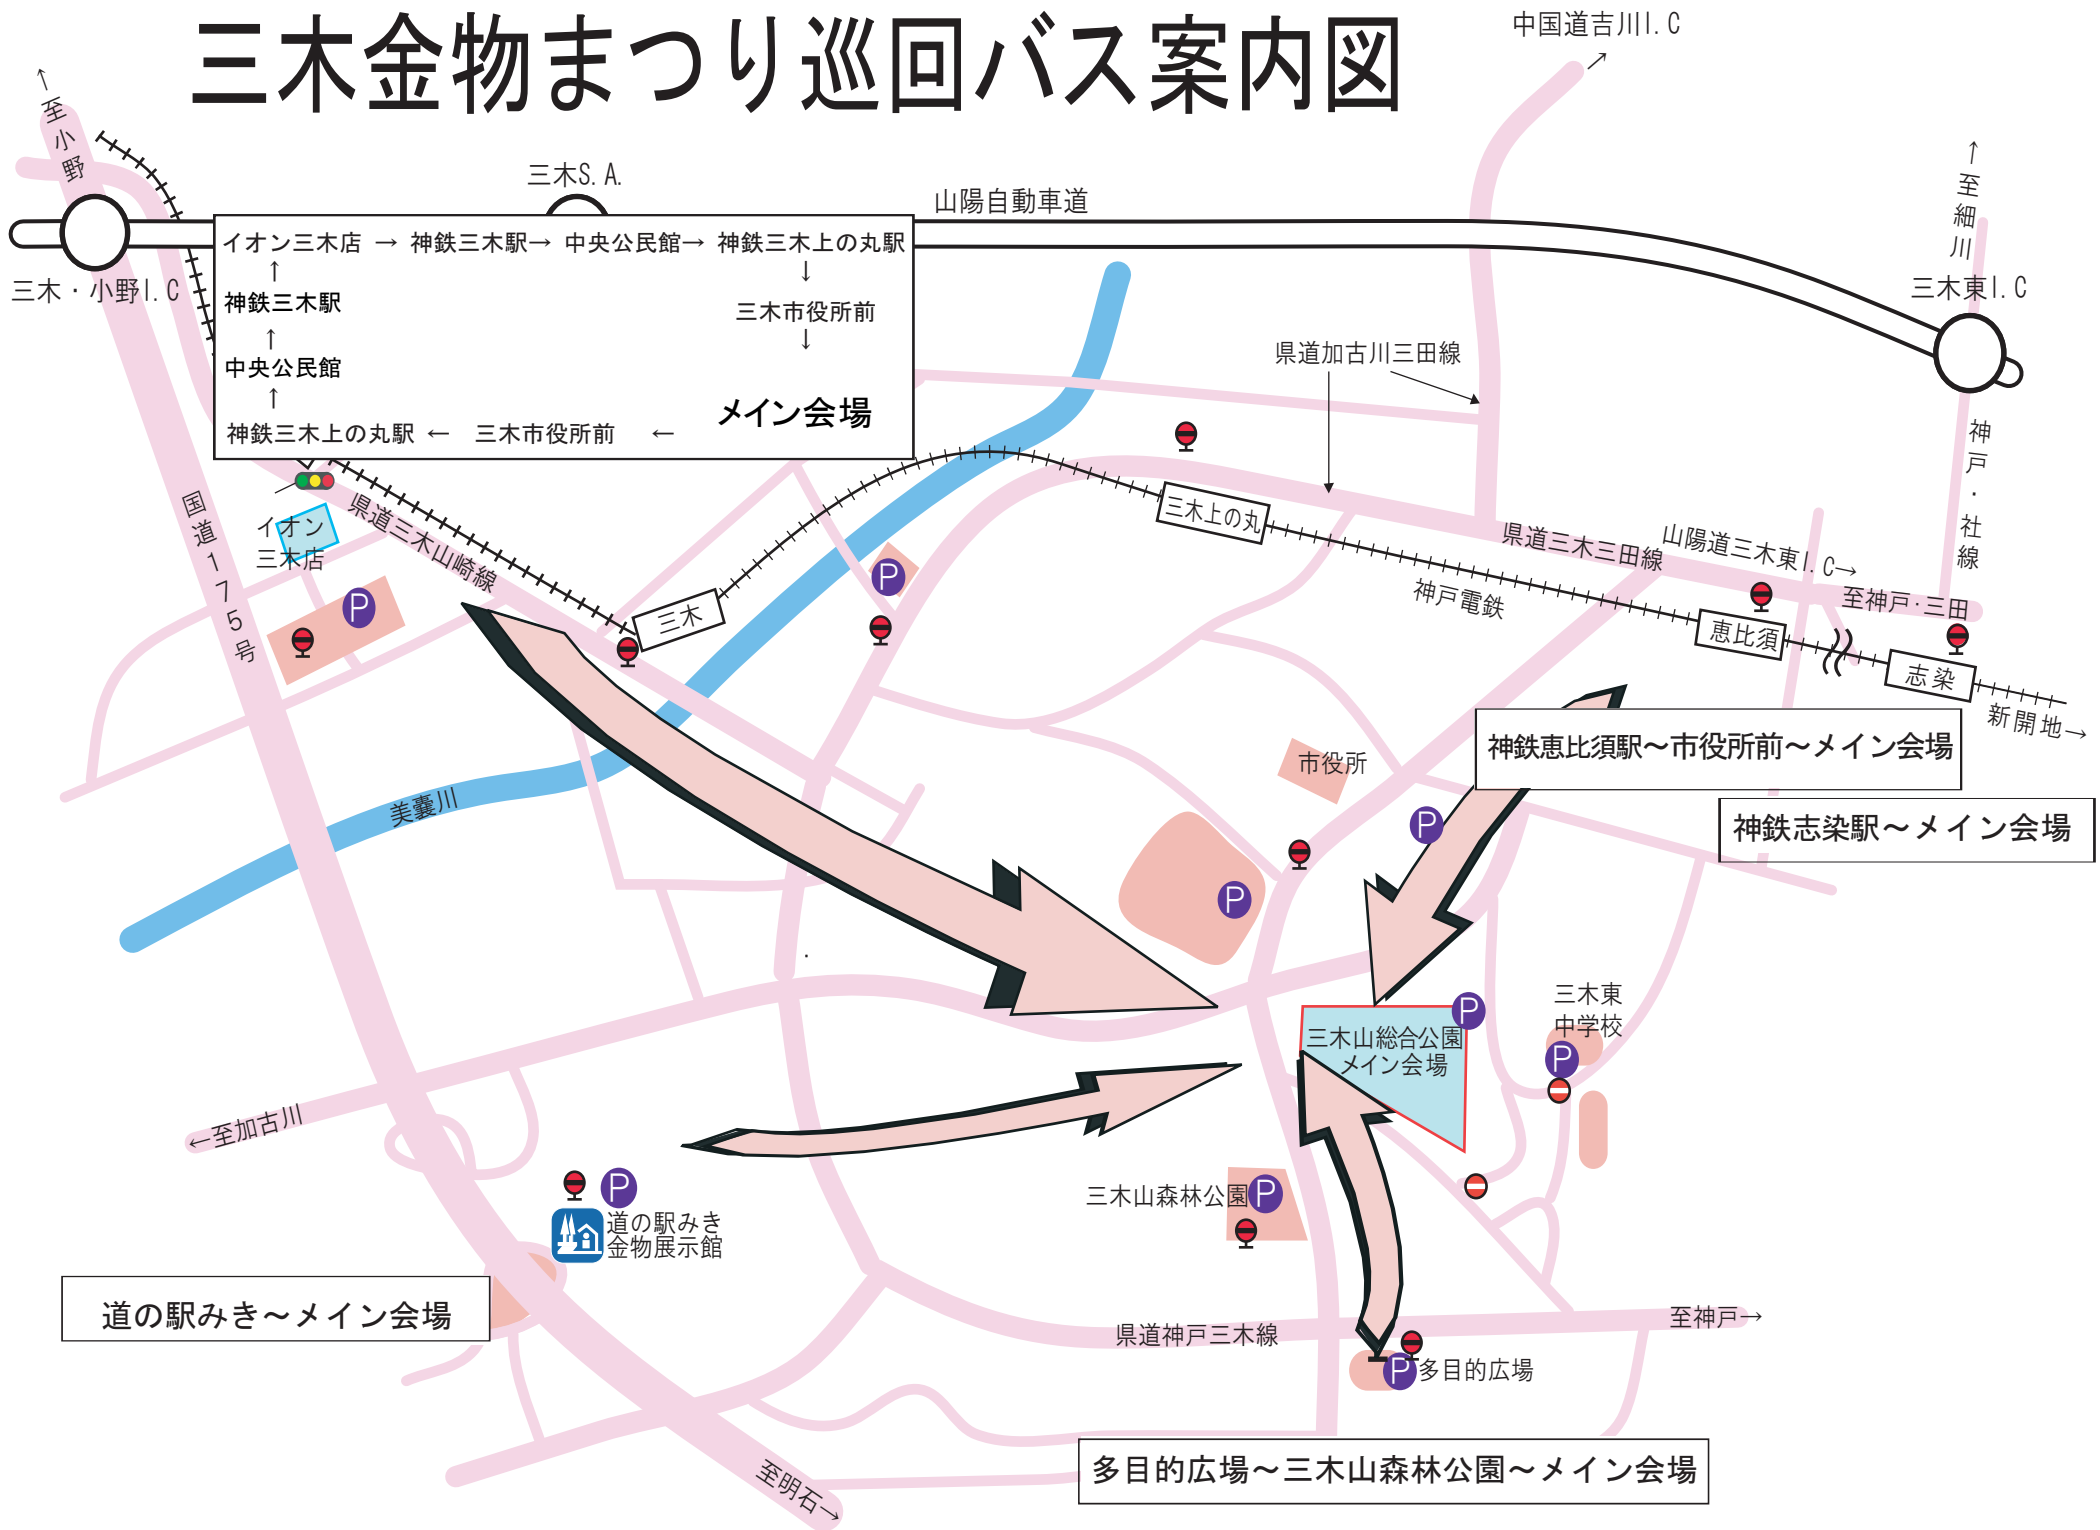 三木金物まつり巡回バス案内図
中国道吉川I.C
↗
←至小野
三木S.A.
山陽自動車道
←至細川
三木・小野I.C
三木東I.C
イオン三木店 → 神鉄三木駅→ 中央公民館→ 神鉄三木上の丸駅
↑ ↓
神鉄三木駅 三木市役所前
↑ ↓
中央公民館
↑ メイン会場
神鉄三木上の丸駅 ← 三木市役所前 ←
県道加古川三田線
神戸・社線
国道175号
イオン
三木店
県道三木山崎線
三木上の丸
県道三木三田線
山陽道三木東I.C→
至神戸・三田
神戸電鉄
三木
恵比須
志染
新開地→
P
P
市役所
神鉄恵比須駅～市役所前～メイン会場
美嚢川
P
神鉄志染駅～メイン会場
P
三木東
中学校
P
P
三木山総合公園
メイン会場
←至加古川
P
道の駅みき
金物展示館
三木山森林公園
P
道の駅みき～メイン会場
県道神戸三木線
至神戸→
P
多目的広場
多目的広場～三木山森林公園～メイン会場
至明石→